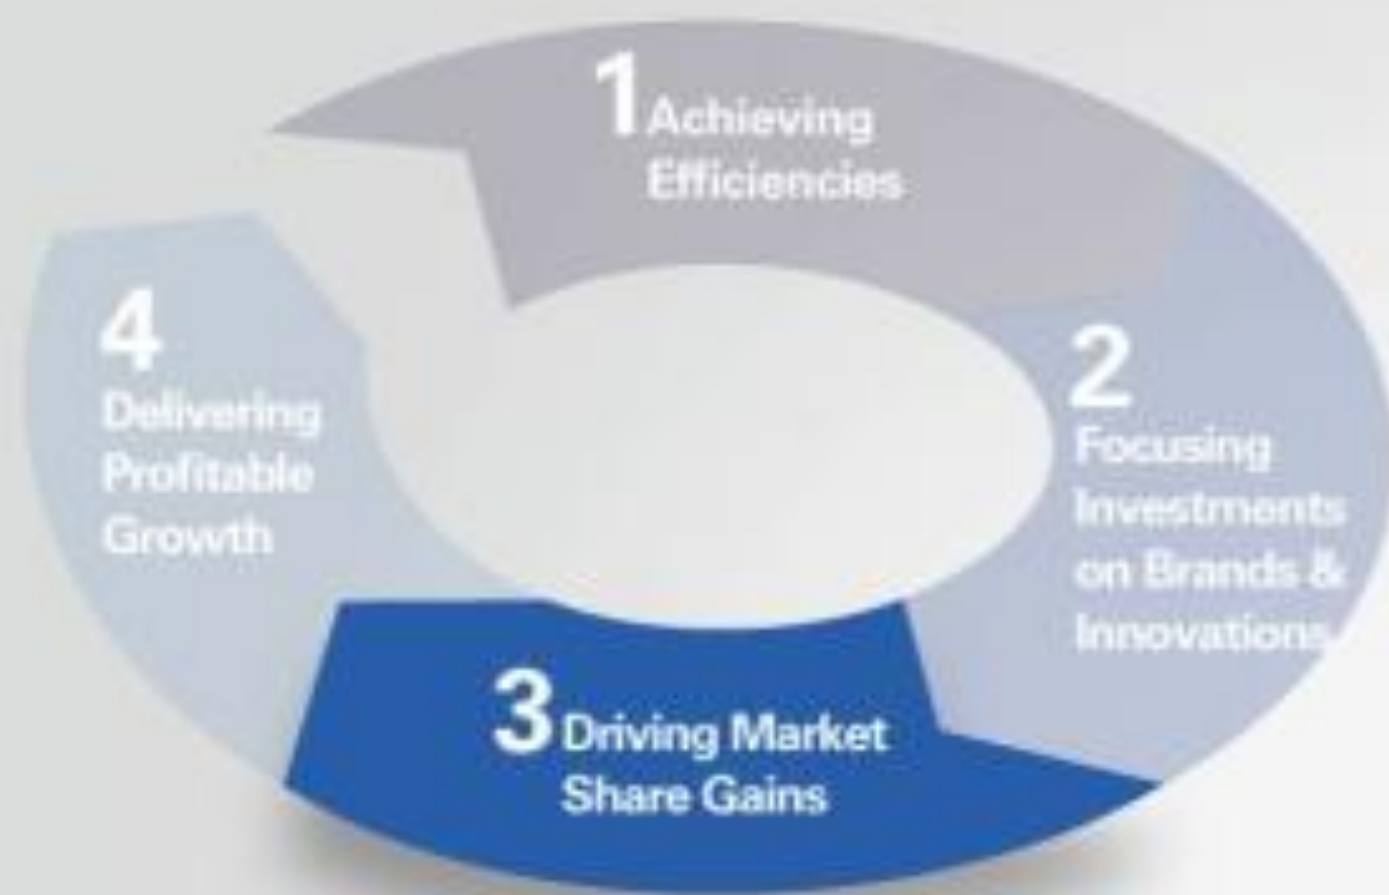 1 Achieving
Efficiencies
2
Focusing
Investments
on Brands &
Innovations
3 Driving Market
Share Gains
4
Delivering
Profitable
Growth